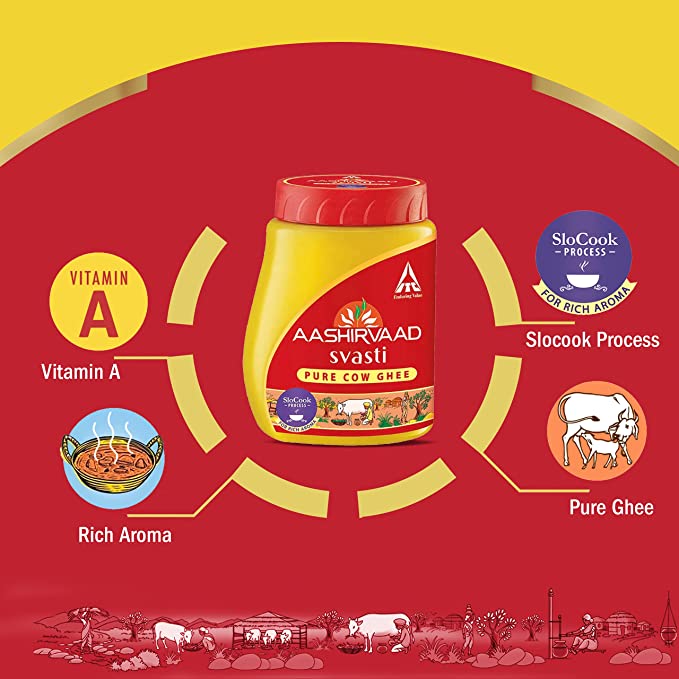 AASHIRVAAD
ITC
Enduring Value
AASHIRVAAD
svasti
PURE COW GHEE
SloCook
PROCESS
FOR RICH AROMA
VITAMIN
A
Vitamin A
Rich Aroma
SloCook
PROCESS
FOR RICH AROMA
Slocook Process
Pure Ghee